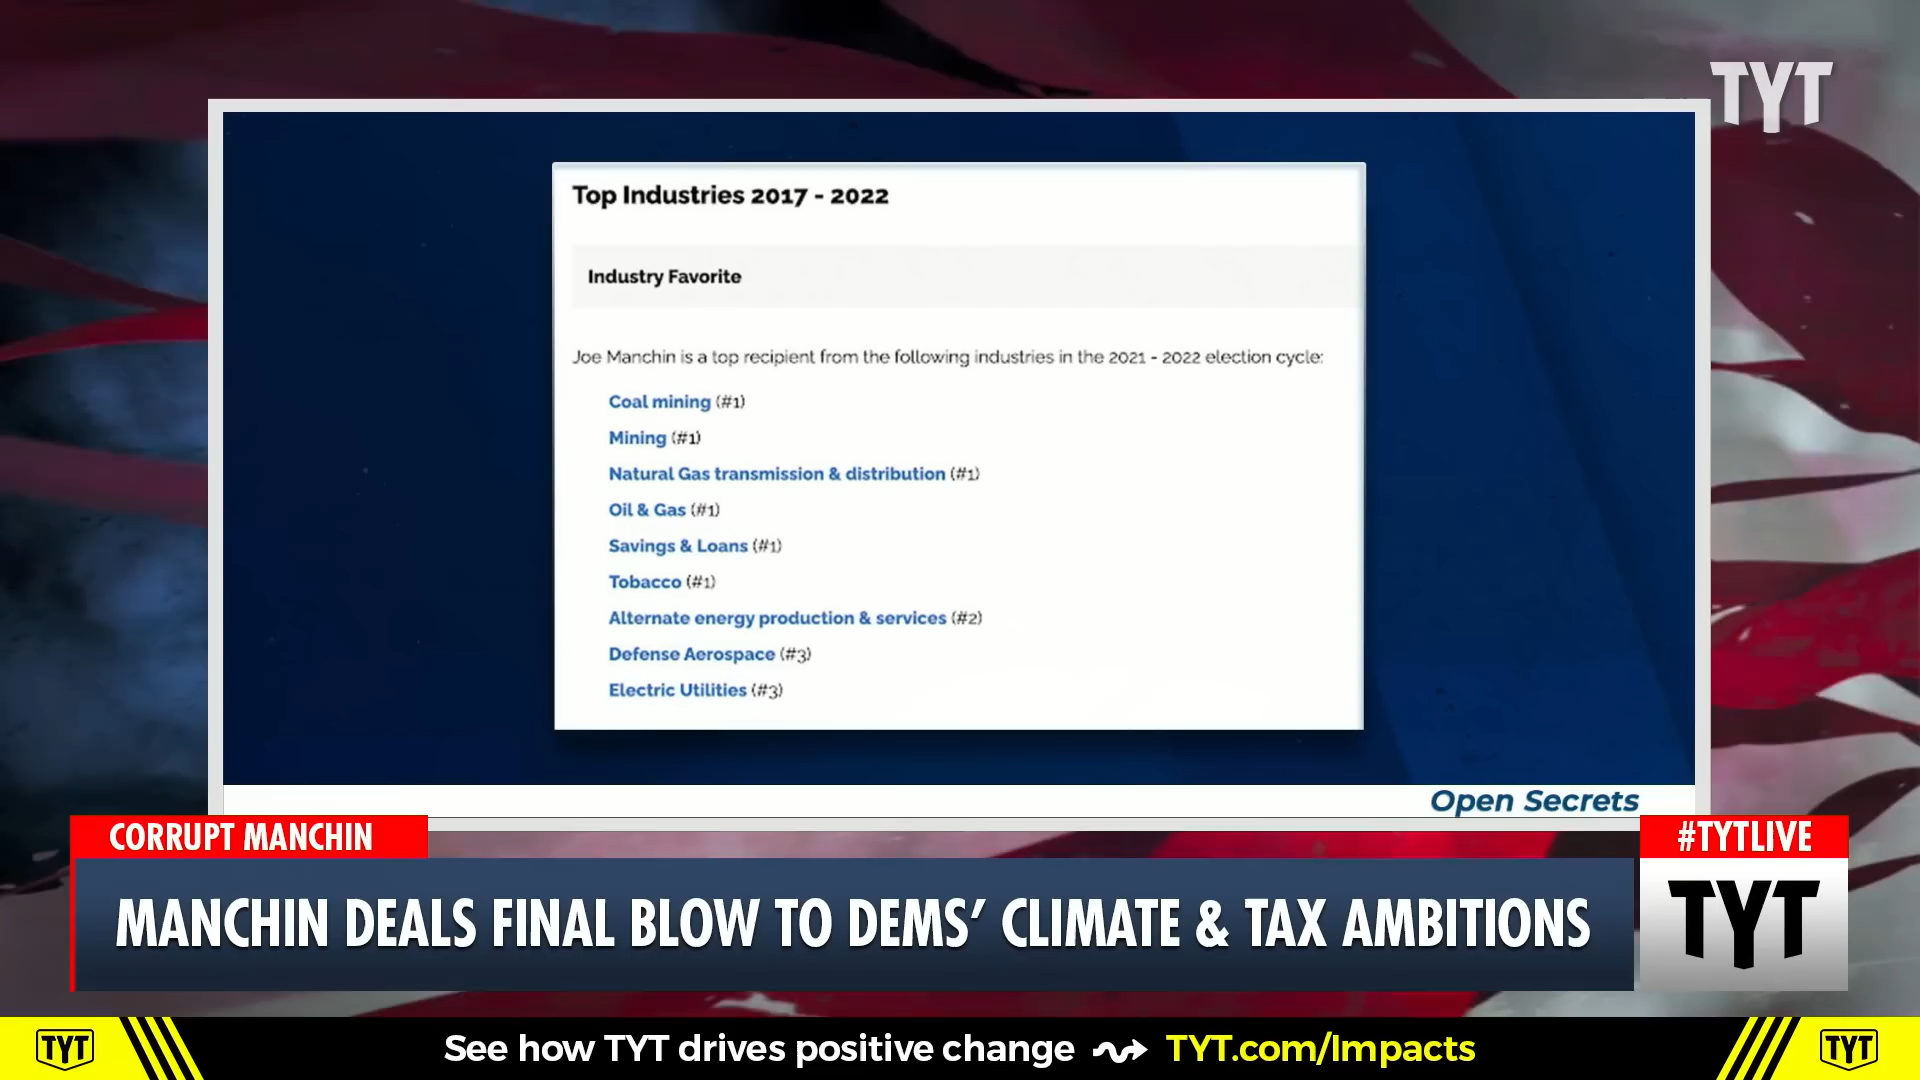 TYT
Top Industries 2017 - 2022
Industry Favorite
Joe Manchin is a top recipient from the following industries in the 2021 - 2022 election cycle:
Coal mining (#1)
Mining (#1)
Natural Gas transmission & distribution (#1)
Oil & Gas (#1)
Savings & Loans (#1)
Tobacco (#1)
Alternate energy production & services (#2)
Defense Aerospace (#3)
Electric Utilities (#3)
Open Secrets
CORRUPT MANCHIN
#TYTLIVE
MANCHIN DEALS FINAL BLOW TO DEMS’ CLIMATE & TAX AMBITIONS
TYT
TYT
See how TYT drives positive change
TYT.com/Impacts
TYT